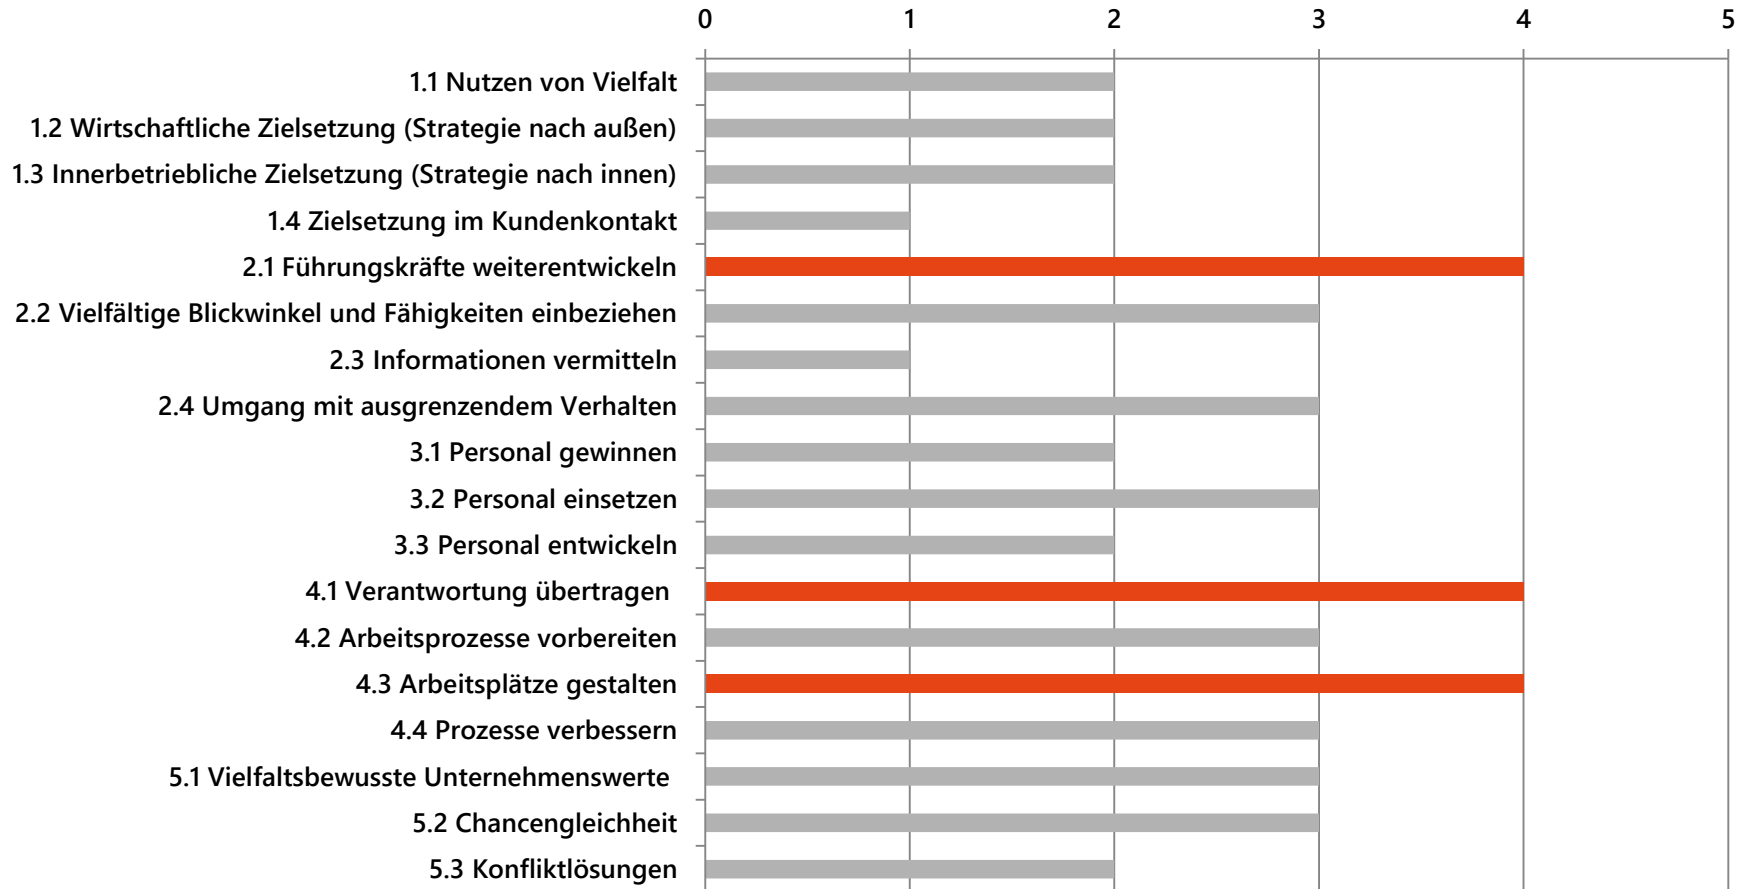 0 1 2 3 4 5
1.1 Nutzen von Vielfalt
1.2 Wirtschaftliche Zielsetzung (Strategie nach außen)
1.3 Innerbetriebliche Zielsetzung (Strategie nach innen)
1.4 Zielsetzung im Kundenkontakt
2.1 Führungskräfte weiterentwickeln
2.2 Vielfältige Blickwinkel und Fähigkeiten einbeziehen
2.3 Informationen vermitteln
2.4 Umgang mit ausgrenzendem Verhalten
3.1 Personal gewinnen
3.2 Personal einsetzen
3.3 Personal entwickeln
4.1 Verantwortung übertragen
4.2 Arbeitsprozesse vorbereiten
4.3 Arbeitsplätze gestalten
4.4 Prozesse verbessern
5.1 Vielfaltsbewusste Unternehmenswerte
5.2 Chancengleichheit
5.3 Konfliktlösungen